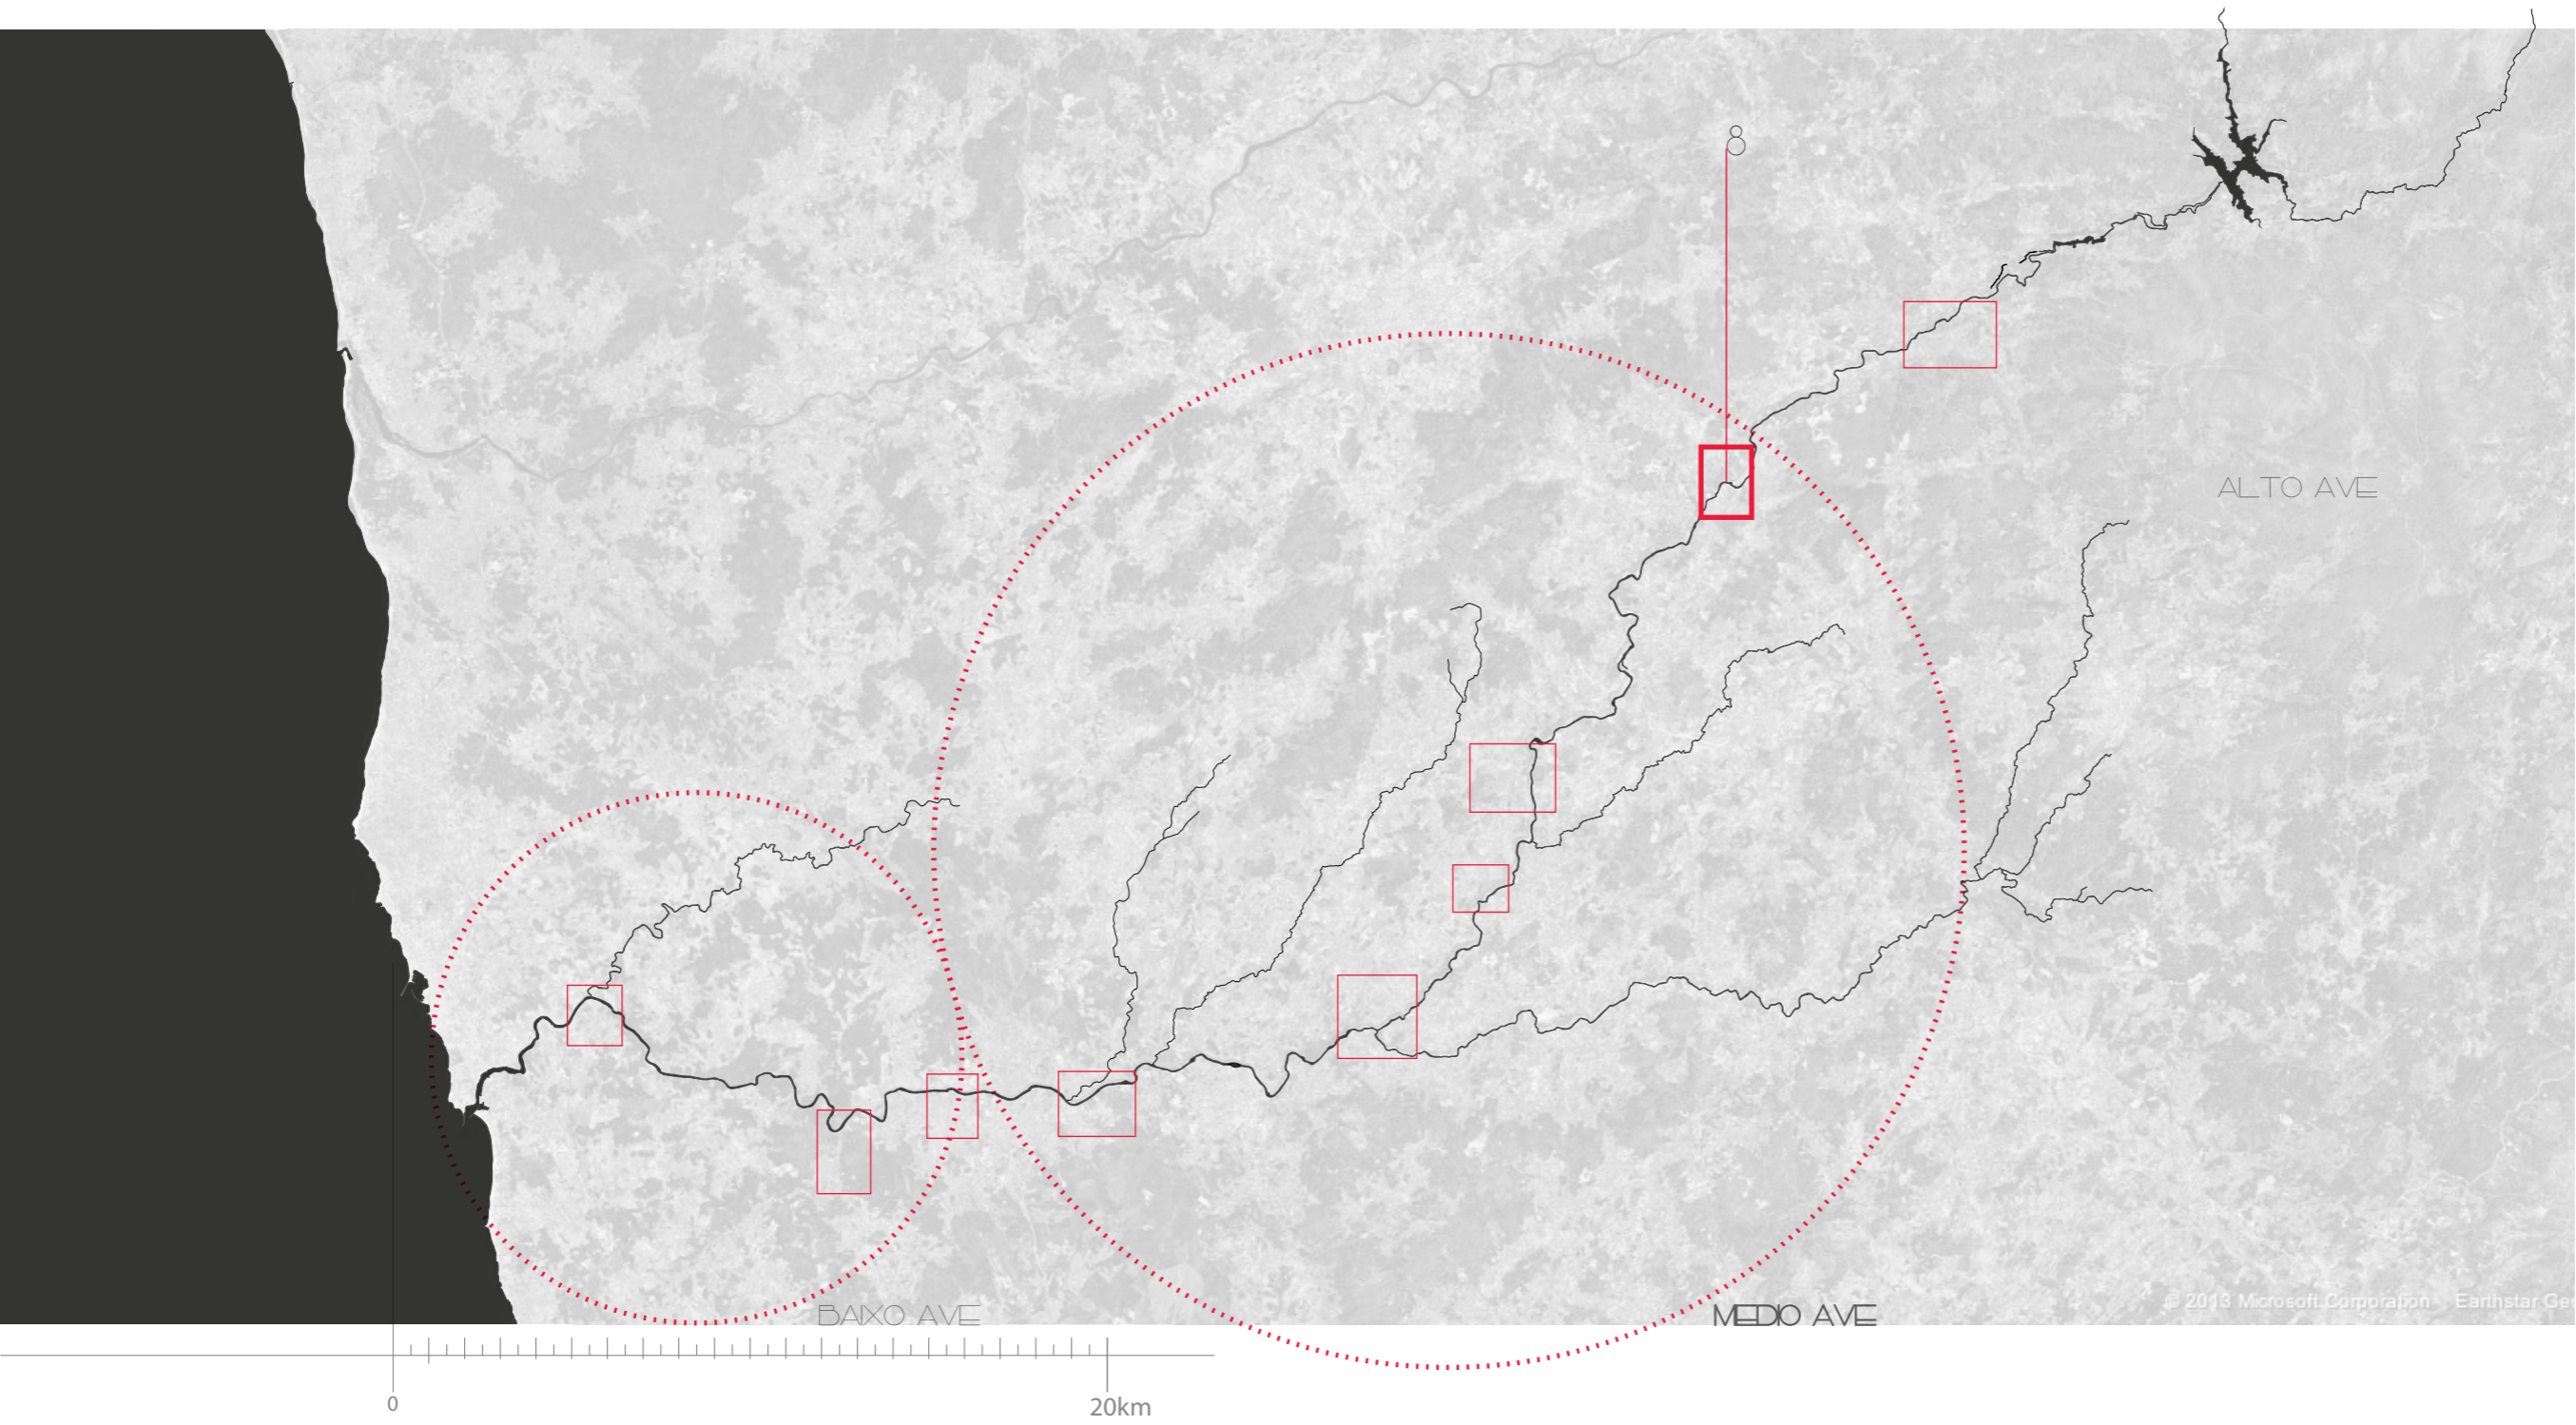 8
ALTO AVE
© 2013 Microsoft Corporation Earthstar Ge
BAIXO AVE
MEDIO AVE
0
20km